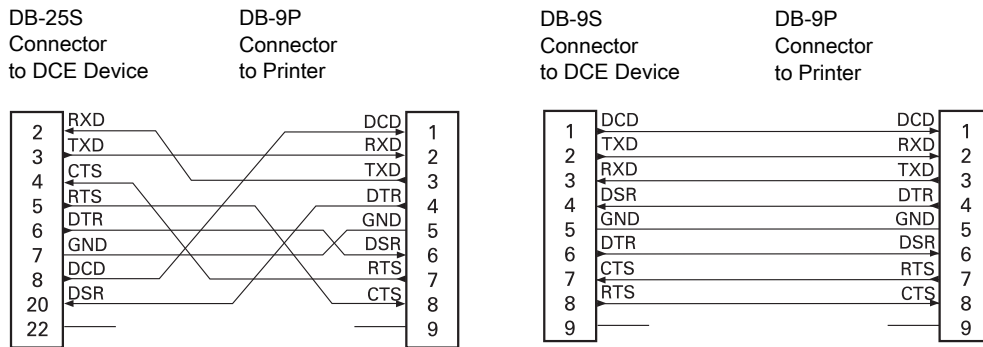 DB-25S
Connector
to DCE Device
DB-9P
Connector
to Printer
2 RXD DCD 1
3 TXD RXD 2
4 CTS TXD 3
5 RTS DTR 4
6 DTR GND 5
7 GND DSR 6
8 DCD RTS 7
20 DSR CTS 8
22 9
DB-9S
Connector
to DCE Device
DB-9P
Connector
to Printer
1 DCD DCD 1
2 TXD RXD 2
3 RXD TXD 3
4 DSR DTR 4
5 GND GND 5
6 DTR DSR 6
7 CTS RTS 7
8 RTS CTS 8
9 9